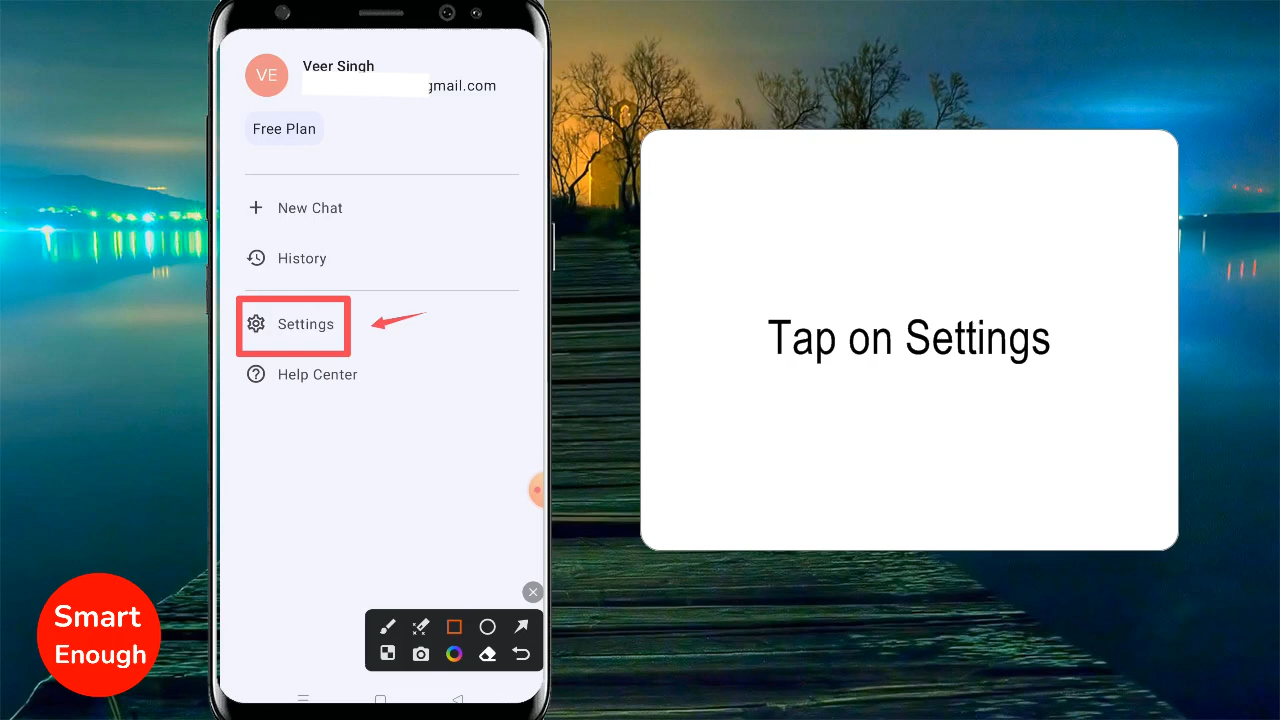 VE
Veer Singh
gmail.com
Free Plan
New Chat
History
Settings
Help Center
Tap on Settings
Smart
Enough